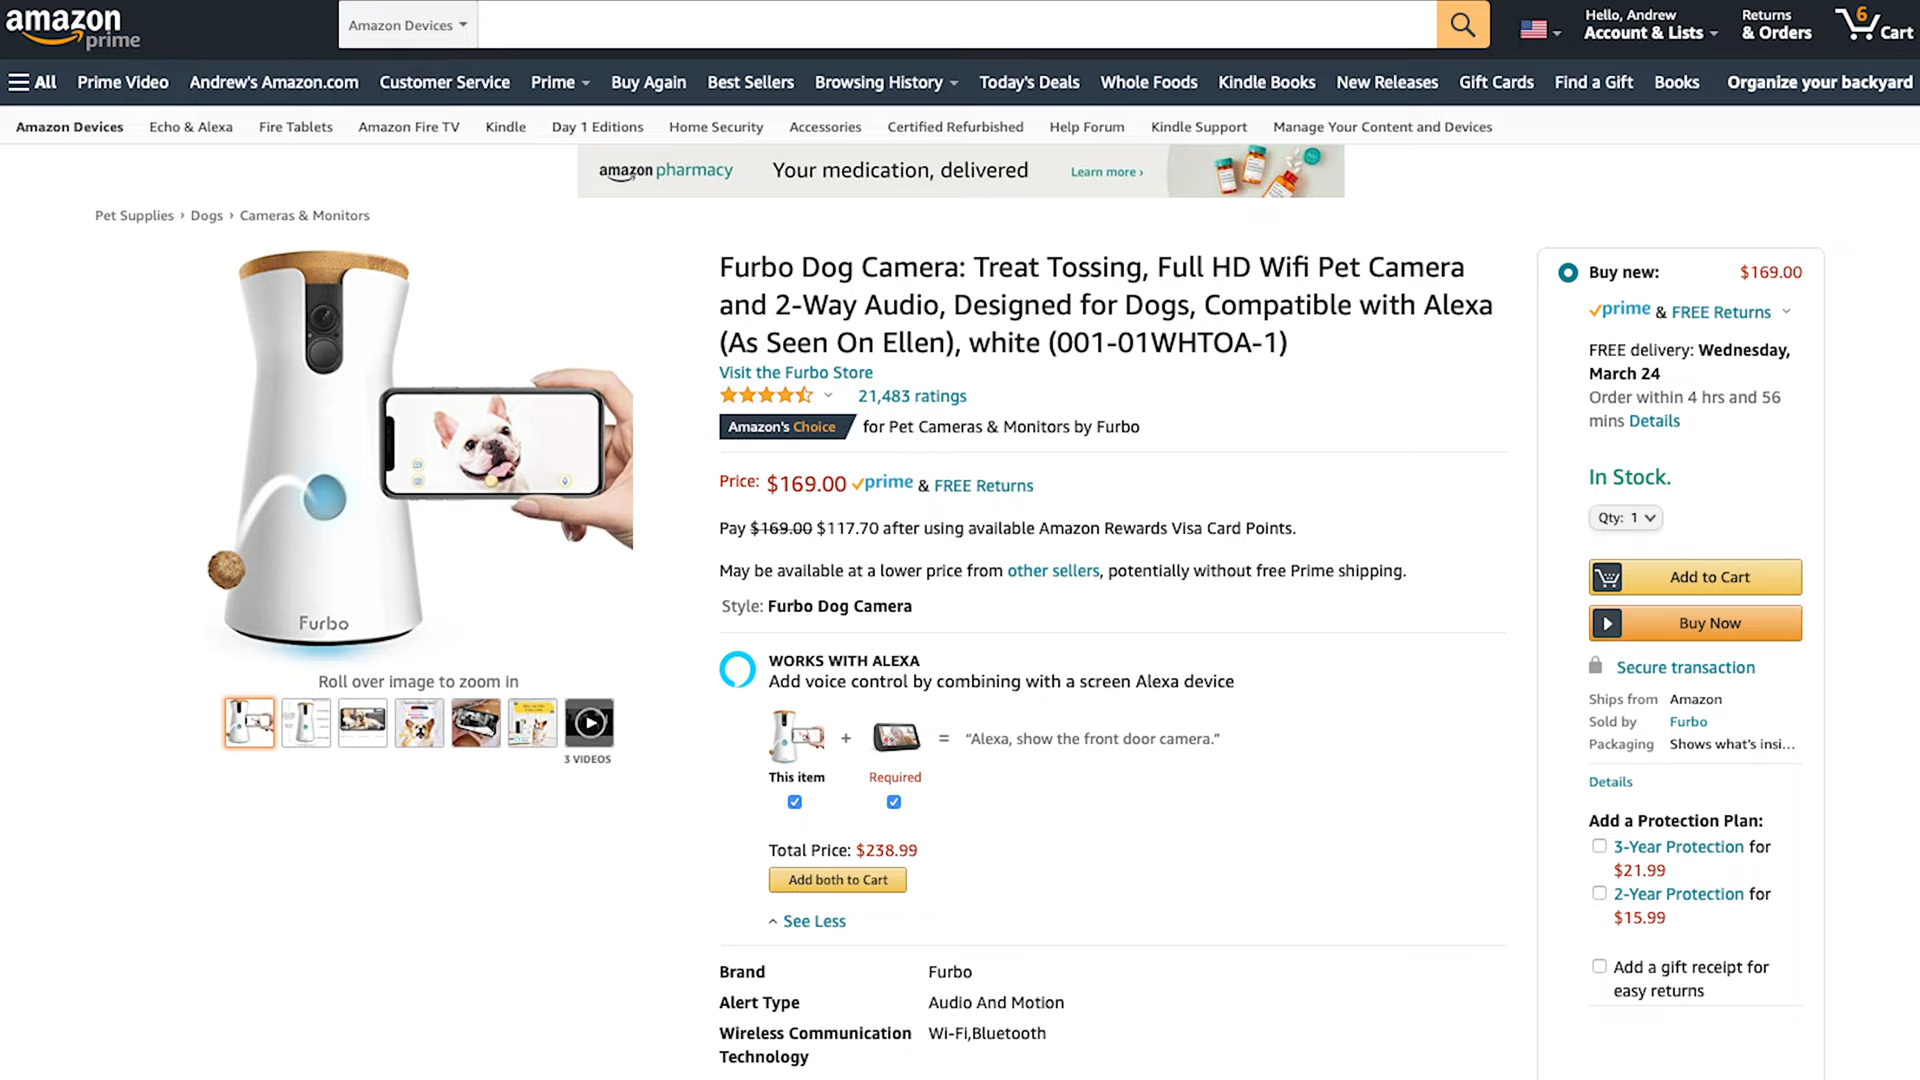 amazon
prime
Amazon Devices
Hello, Andrew
Account & Lists
Returns
& Orders
6
Cart
All
Prime Video
Andrew's Amazon.com
Customer Service
Prime
Buy Again
Best Sellers
Browsing History
Today's Deals
Whole Foods
Kindle Books
New Releases
Gift Cards
Find a Gift
Books
Organize your backyard
Amazon Devices
Echo & Alexa
Fire Tablets
Amazon Fire TV
Kindle
Day 1 Editions
Home Security
Accessories
Certified Refurbished
Help Forum
Kindle Support
Manage Your Content and Devices
amazon pharmacy
Your medication, delivered
Learn more ›
Pet Supplies › Dogs › Cameras & Monitors
Furbo
Roll over image to zoom in
3 VIDEOS
Furbo Dog Camera: Treat Tossing, Full HD Wifi Pet Camera
and 2-Way Audio, Designed for Dogs, Compatible with Alexa
(As Seen On Ellen), white (001-01WHTOA-1)
Visit the Furbo Store
21,483 ratings
Amazon's Choice for Pet Cameras & Monitors by Furbo
Price: $169.00 prime & FREE Returns
Pay $169.00 $117.70 after using available Amazon Rewards Visa Card Points.
May be available at a lower price from other sellers, potentially without free Prime shipping.
Style: Furbo Dog Camera
WORKS WITH ALEXA
Add voice control by combining with a screen Alexa device
+ = “Alexa, show the front door camera.”
This item
Required
Total Price: $238.99
Add both to Cart
See Less
Brand Furbo
Alert Type Audio And Motion
Wireless Communication Wi-Fi,Bluetooth
Technology
Buy new: $169.00
prime & FREE Returns
FREE delivery: Wednesday,
March 24
Order within 4 hrs and 56
mins Details
In Stock.
Qty: 1
Add to Cart
Buy Now
Secure transaction
Ships from Amazon
Sold by Furbo
Packaging Shows what’s insi...
Details
Add a Protection Plan:
3-Year Protection for
$21.99
2-Year Protection for
$15.99
Add a gift receipt for
easy returns